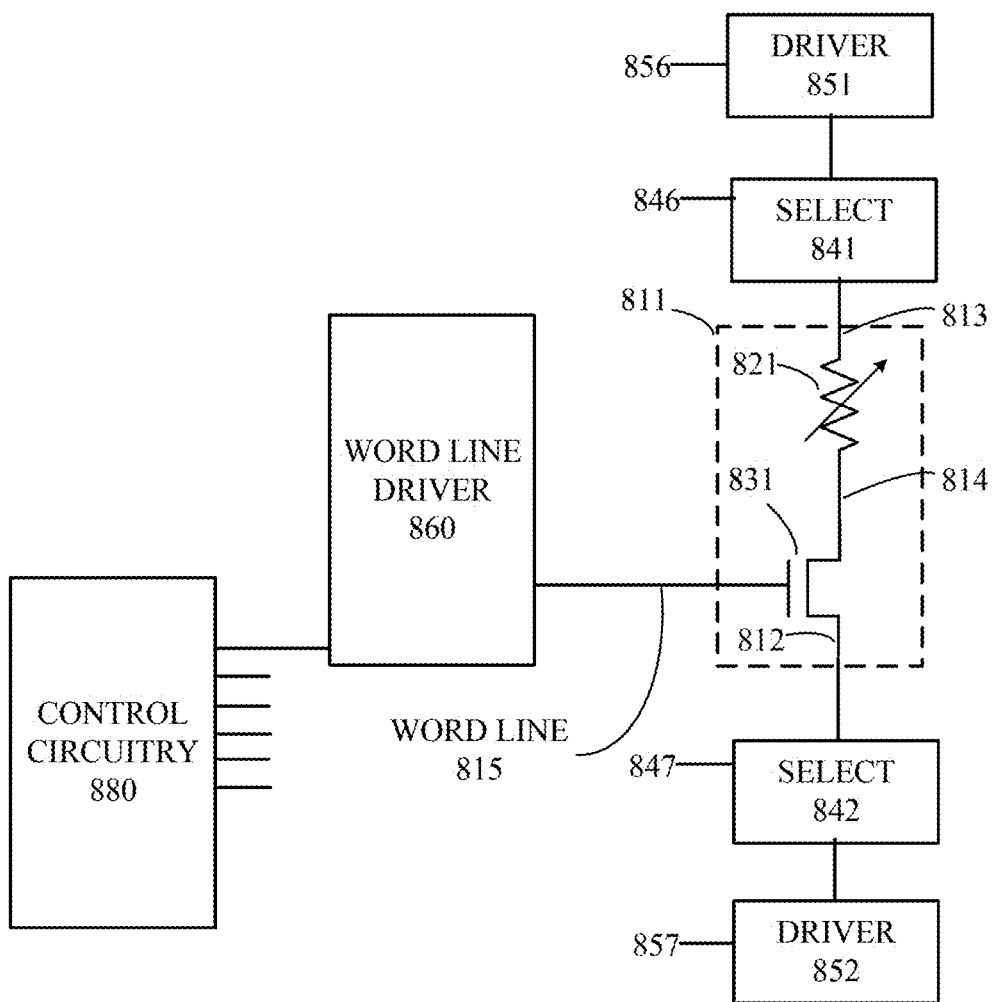 856
DRIVER
851
846
SELECT
841
811
813
821
WORD LINE
DRIVER
860
831
814
812
CONTROL
CIRCUITRY
880
WORD LINE
815
847
SELECT
842
857
DRIVER
852